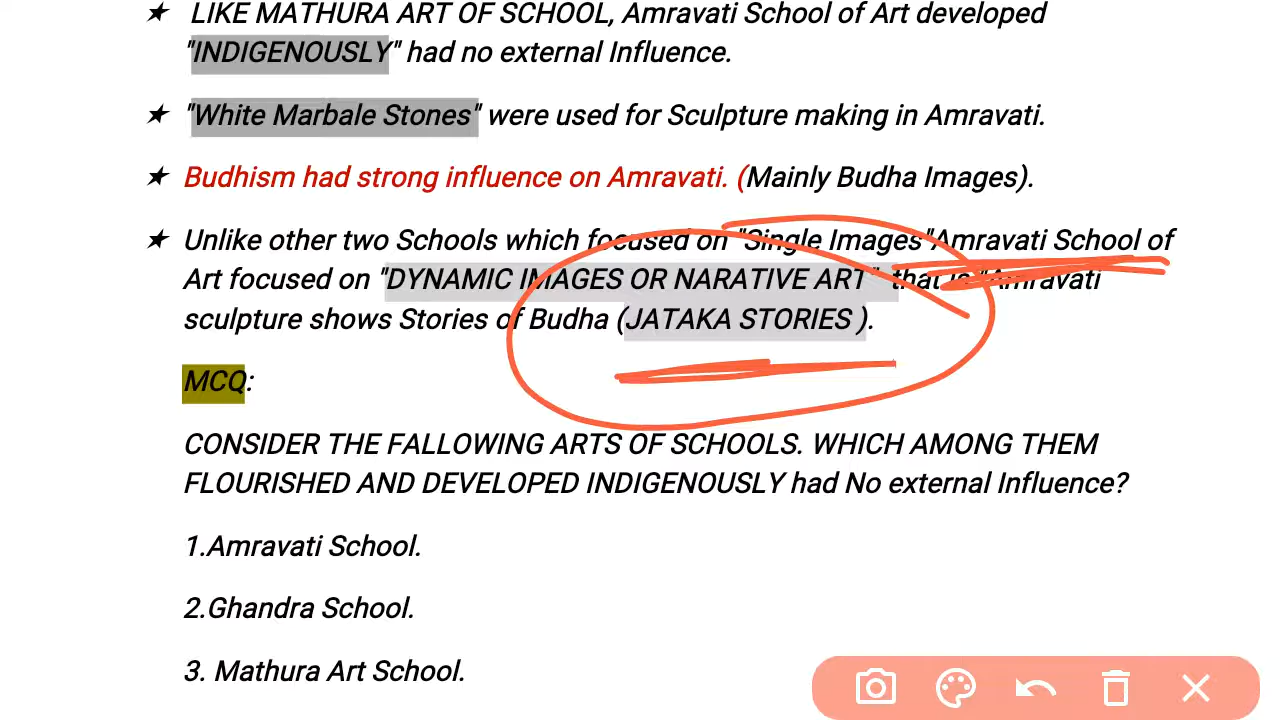 ★ LIKE MATHURA ART OF SCHOOL, Amravati School of Art developed
"INDIGENOUSLY" had no external Influence.
★ "White Marbale Stones" were used for Sculpture making in Amravati.
★ Budhism had strong influence on Amravati. (Mainly Budha Images).
★ Unlike other two Schools which focused on "Single Images"Amravati School of
Art focused on "DYNAMIC IMAGES OR NARATIVE ART" that is "Amravati
sculpture shows Stories of Budha (JATAKA STORIES ).
MCQ:
CONSIDER THE FALLOWING ARTS OF SCHOOLS. WHICH AMONG THEM
FLOURISHED AND DEVELOPED INDIGENOUSLY had No external Influence?
1.Amravati School.
2.Ghandra School.
3. Mathura Art School.